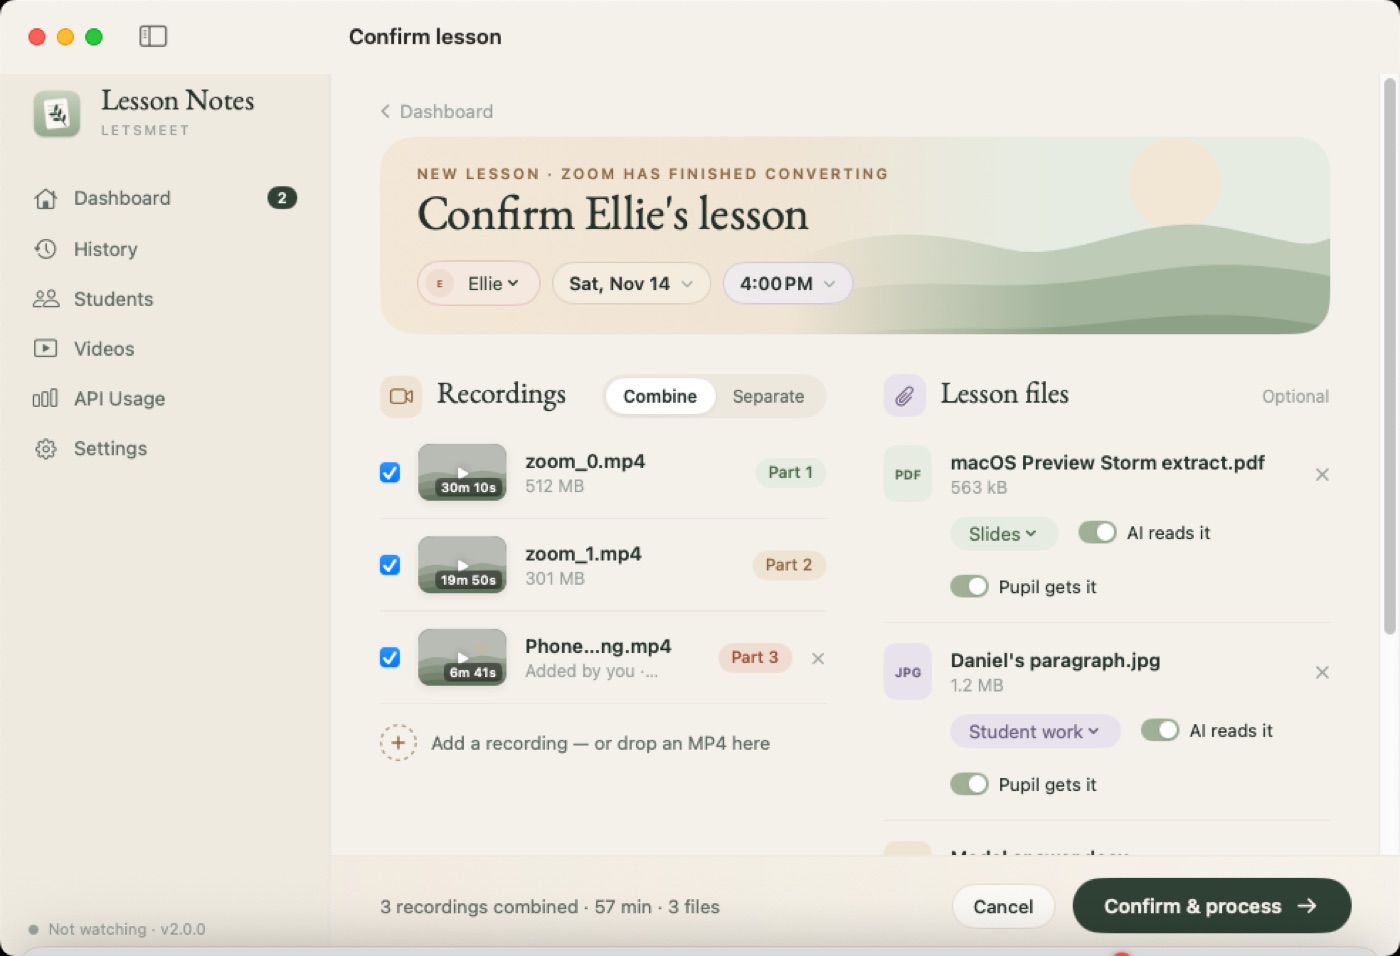 Confirm lesson
Lesson Notes
LETSMEET
Dashboard 2
History
Students
Videos
API Usage
Settings
Not watching · v2.0.0
Dashboard
NEW LESSON · ZOOM HAS FINISHED CONVERTING
Confirm Ellie's lesson
E Ellie Sat, Nov 14 4:00 PM
Recordings Combine Separate
zoom_0.mp4
512 MB
30m 10s
Part 1
zoom_1.mp4
301 MB
19m 50s
Part 2
Phone...ng.mp4
Added by you ·...
6m 41s
Part 3
Add a recording — or drop an MP4 here
Lesson files Optional
PDF
macOS Preview Storm extract.pdf
563 kB
Slides AI reads it
Pupil gets it
JPG
Daniel's paragraph.jpg
1.2 MB
Student work AI reads it
Pupil gets it
3 recordings combined · 57 min · 3 files
Cancel
Confirm & process